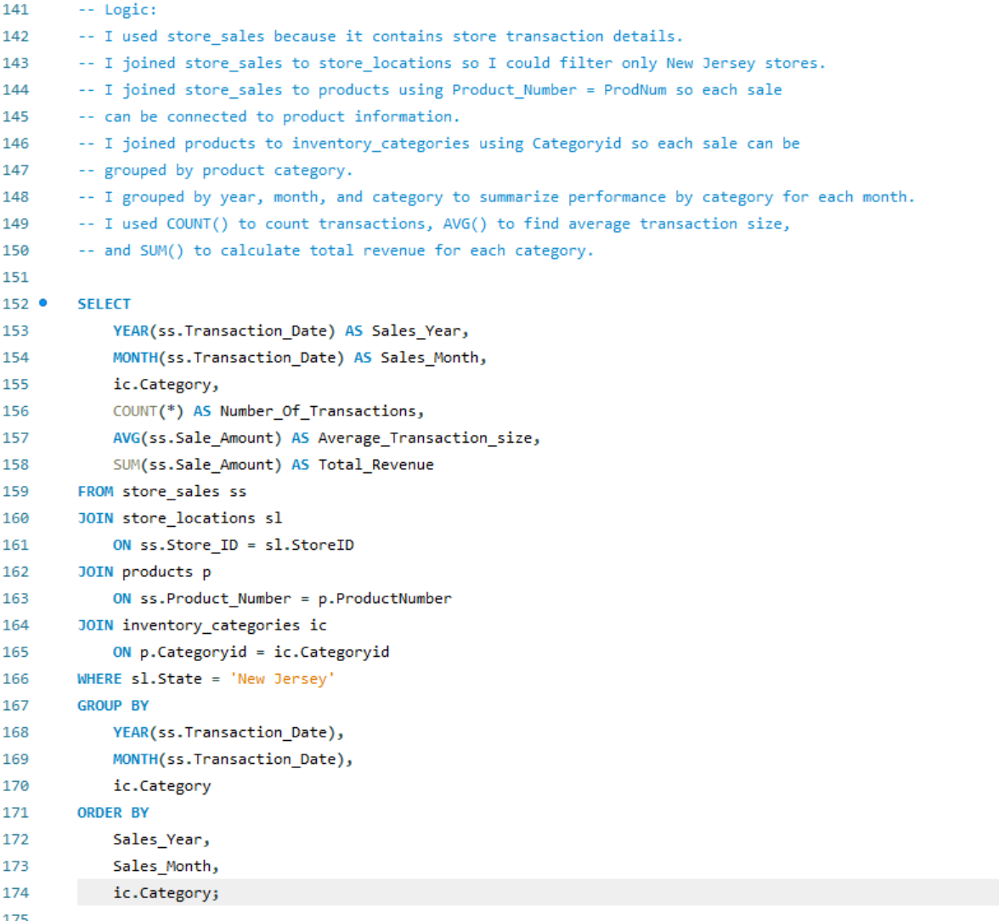 141 -- Logic:
142 -- I used store_sales because it contains store transaction details.
143 -- I joined store_sales to store_locations so I could filter only New Jersey stores.
144 -- I joined store_sales to products using Product_Number = ProdNum so each sale
145 -- can be connected to product information.
146 -- I joined products to inventory_categories using Categoryid so each sale can be
147 -- grouped by product category.
148 -- I grouped by year, month, and category to summarize performance by category for each month.
149 -- I used COUNT() to count transactions, AVG() to find average transaction size,
150 -- and SUM() to calculate total revenue for each category.
151
152 SELECT
153 YEAR(ss.Transaction_Date) AS Sales_Year,
154 MONTH(ss.Transaction_Date) AS Sales_Month,
155 ic.Category,
156 COUNT(*) AS Number_Of_Transactions,
157 AVG(ss.Sale_Amount) AS Average_Transaction_size,
158 SUM(ss.Sale_Amount) AS Total_Revenue
159 FROM store_sales ss
160 JOIN store_locations sl
161 ON ss.Store_ID = sl.StoreID
162 JOIN products p
163 ON ss.Product_Number = p.ProductNumber
164 JOIN inventory_categories ic
165 ON p.Categoryid = ic.Categoryid
166 WHERE sl.State = 'New Jersey'
167 GROUP BY
168 YEAR(ss.Transaction_Date),
169 MONTH(ss.Transaction_Date),
170 ic.Category
171 ORDER BY
172 Sales_Year,
173 Sales_Month,
174 ic.Category;
175